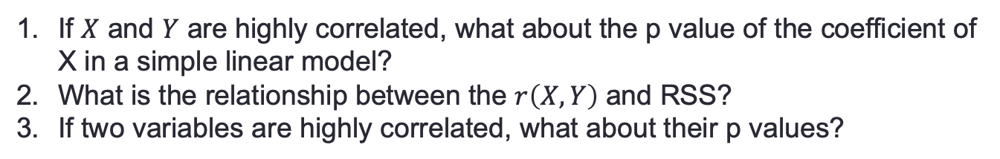 1. If X and Y are highly correlated, what about the p value of the coefficient of
X in a simple linear model?
2. What is the relationship between the r(X,Y) and RSS?
3. If two variables are highly correlated, what about their p values?